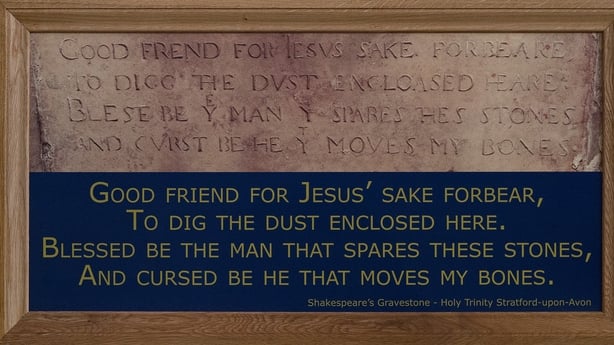 GOOD FREND FOR IESVS SAKE FORBEARE,
TO DIGG THE DVST ENCLOASED HEARE.
BLESE BE Y MAN Y SPARES THES STONES,
AND CVRST BE HE Y MOVES MY BONES.
GOOD FRIEND FOR JESUS' SAKE FORBEAR,
TO DIG THE DUST ENCLOSED HERE.
BLESSED BE THE MAN THAT SPARES THESE STONES,
AND CURSED BE HE THAT MOVES MY BONES.
Shakespeare's Gravestone - Holy Trinity Stratford-upon-Avon